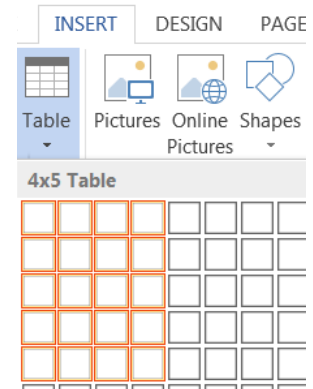 INSERT DESIGN PAGE
Table Pictures Online Shapes
Pictures
4x5 Table